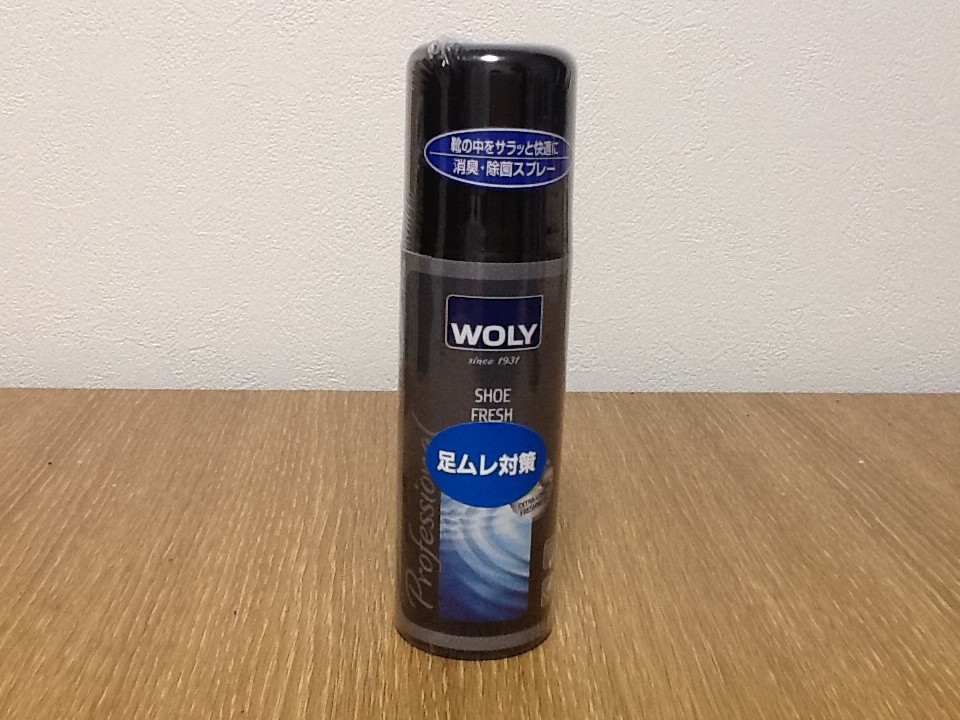 靴の中をサラッと快適に
消臭・除菌スプレー
WOLY
since 1931
SHOE
FRESH
足ムレ対策
Professional